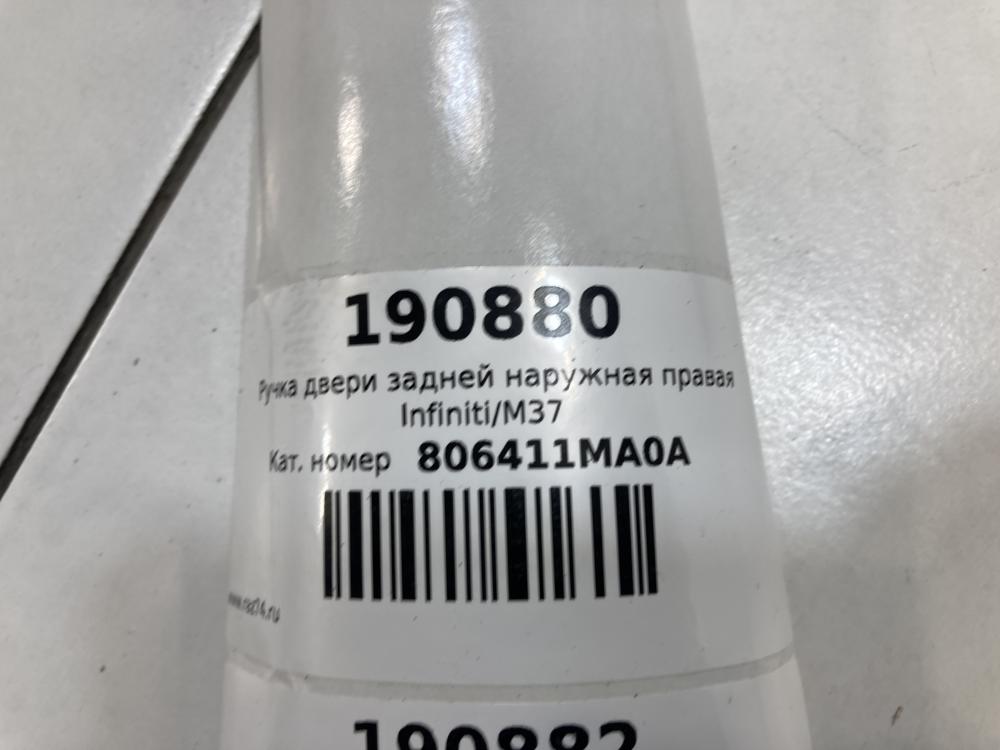 190880
Ручка двери задней наружная правая
Infiniti/M37
Кат. номер 806411MA0A
190882